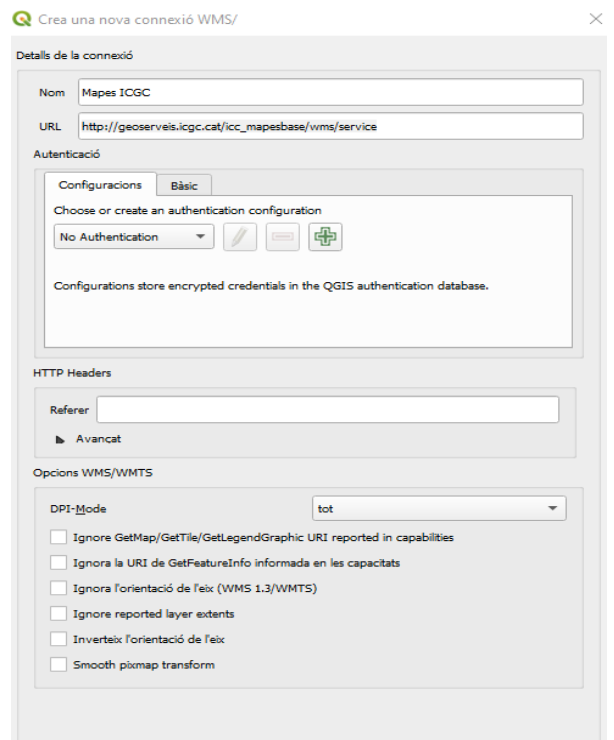 Crea una nova connexió WMS/
Detalls de la connexió
Nom Mapes ICGC
URL http://geoserveis.icgc.cat/icc_mapesbase/wms/service
Autenticació
Configuracions Bàsic
Choose or create an authentication configuration
No Authentication
Configurations store encrypted credentials in the QGIS authentication database.
HTTP Headers
Referer
Avançat
Opcions WMS/WMTS
DPI-Mode tot
Ignore GetMap/GetTile/GetLegendGraphic URI reported in capabilities
Ignora la URI de GetFeatureInfo informada en les capacitats
Ignora l'orientació de l'eix (WMS 1.3/WMTS)
Ignore reported layer extents
Inverteix l'orientació de l'eix
Smooth pixmap transform